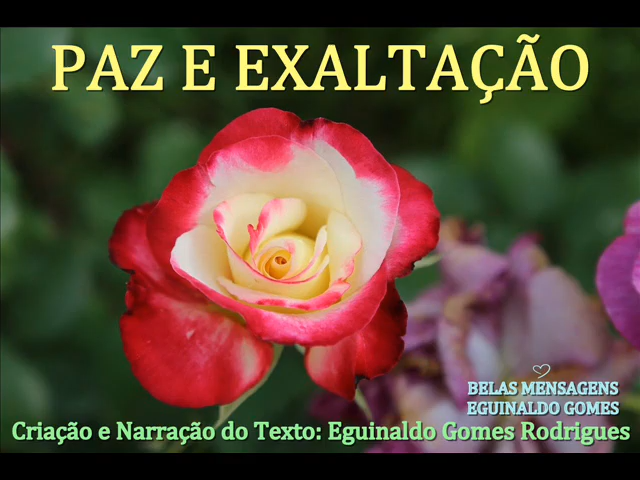 PAZ E EXALTAÇÃO
BELAS MENSAGENS
EGUINALDO GOMES
Criação e Narração do Texto: Eguinaldo Gomes Rodrigues